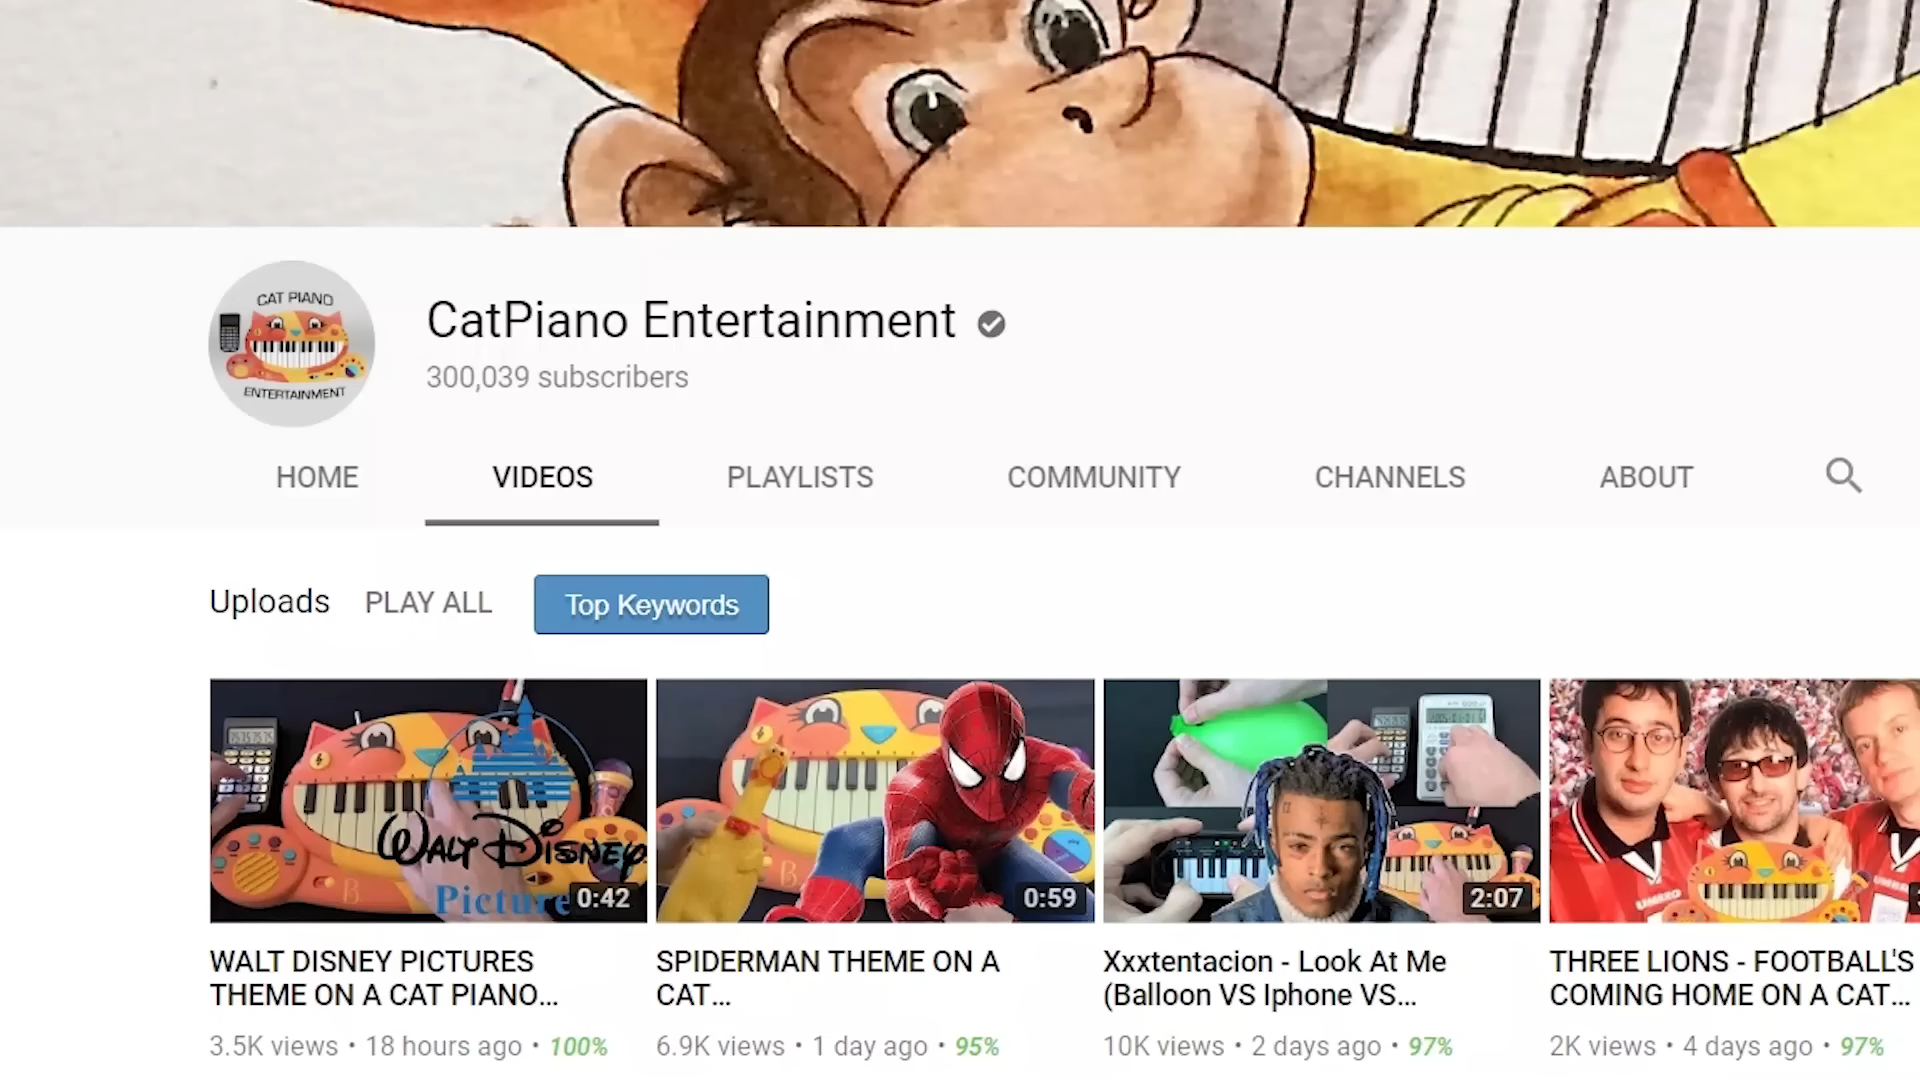 CAT PIANO
ENTERTAINMENT
CatPiano Entertainment
300,039 subscribers
HOME VIDEOS PLAYLISTS COMMUNITY CHANNELS ABOUT
Uploads PLAY ALL Top Keywords
WALT DISNEY
Picture
0:42
0:59
2:07
WALT DISNEY PICTURES
THEME ON A CAT PIANO...
3.5K views • 18 hours ago • 100%
SPIDERMAN THEME ON A
CAT...
6.9K views • 1 day ago • 95%
Xxxtentacion - Look At Me
(Balloon VS Iphone VS...
10K views • 2 days ago • 97%
THREE LIONS - FOOTBALL'S
COMING HOME ON A CAT...
2K views • 4 days ago • 97%